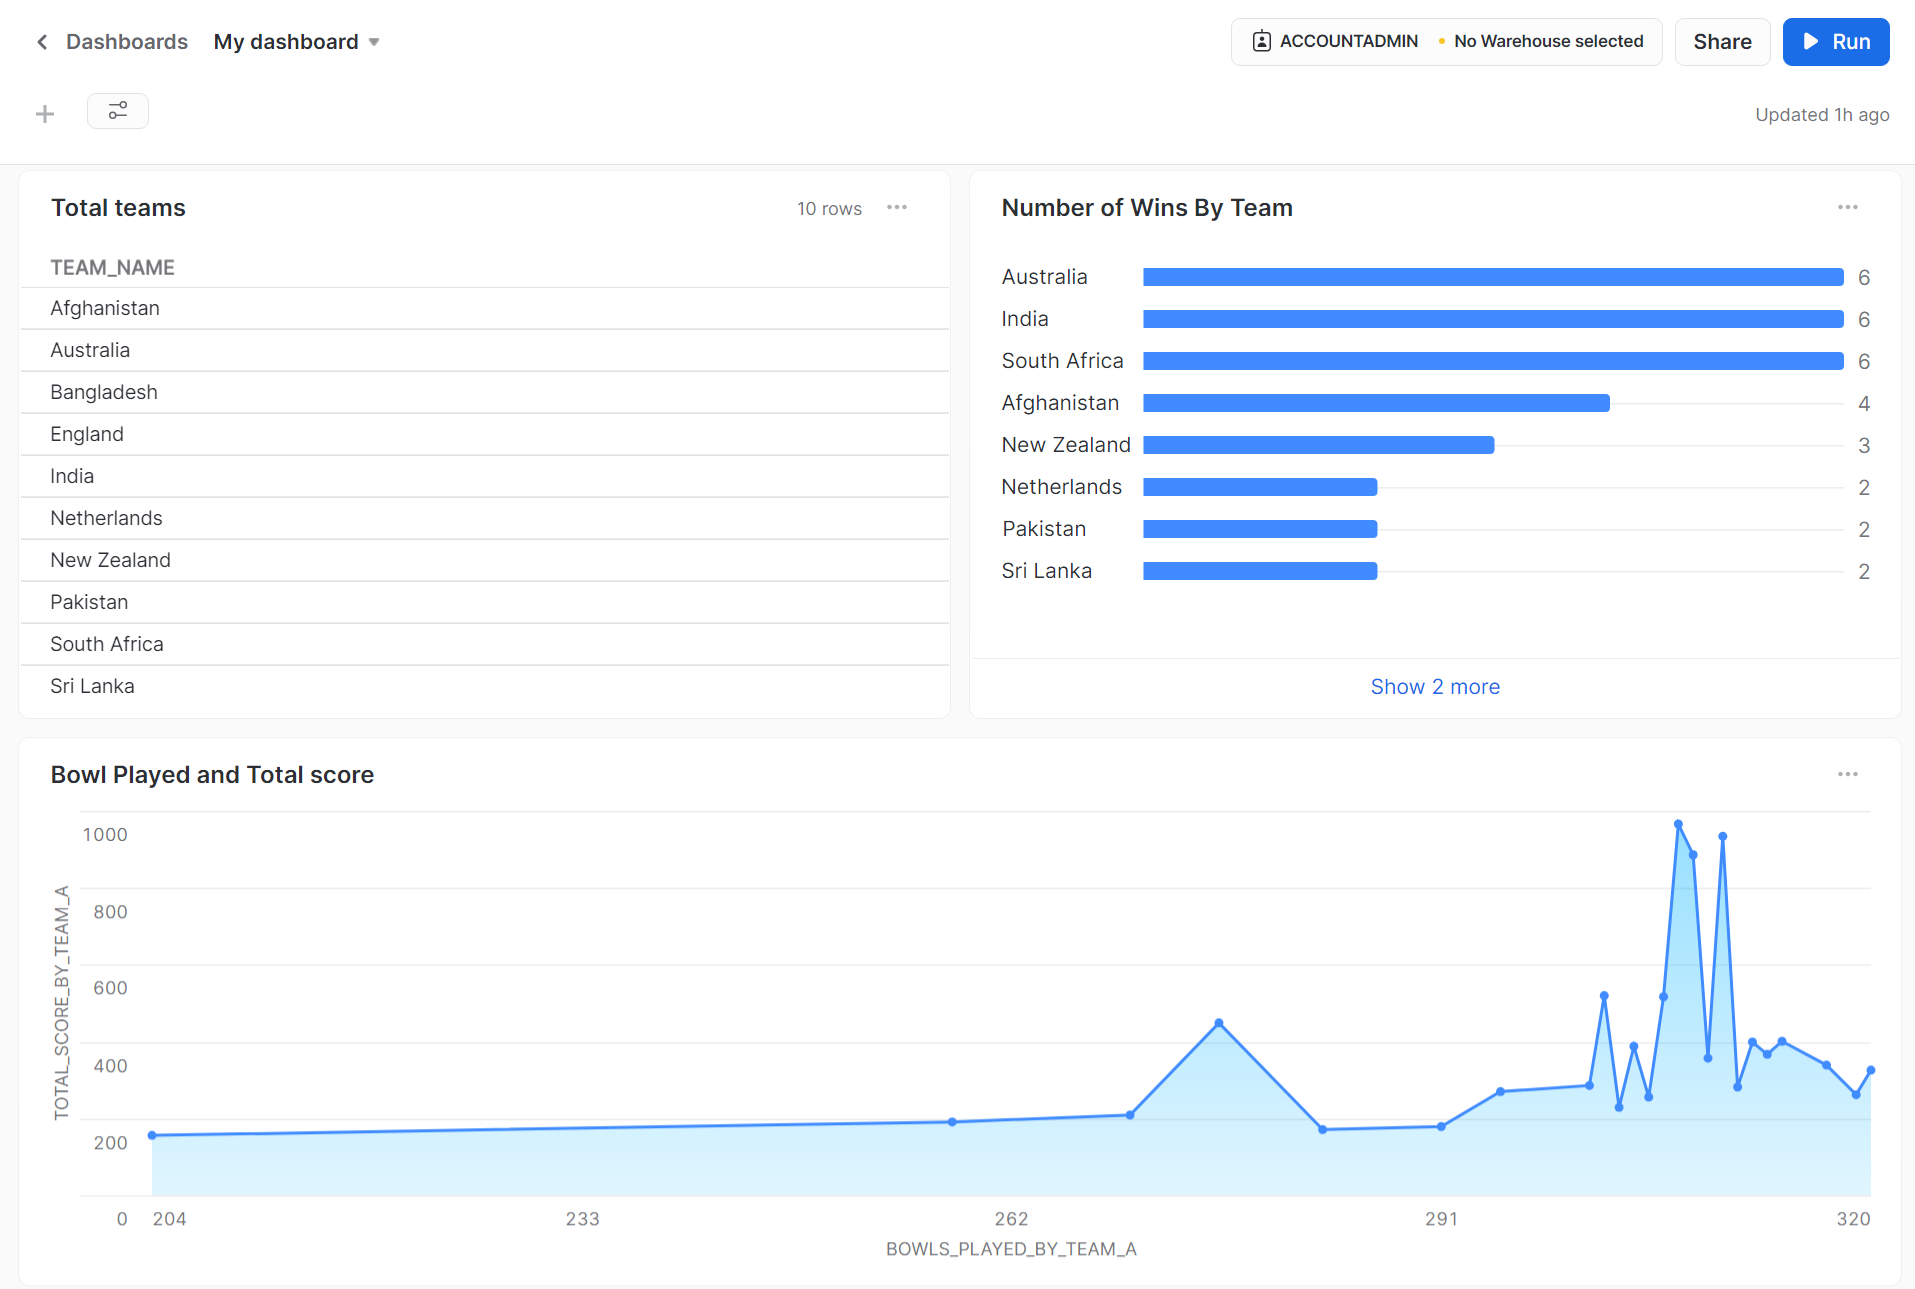 Dashboards My dashboard
ACCOUNTADMIN No Warehouse selected Share Run
Updated 1h ago
Total teams 10 rows
TEAM_NAME
Afghanistan
Australia
Bangladesh
England
India
Netherlands
New Zealand
Pakistan
South Africa
Sri Lanka
Number of Wins By Team
Australia 6
India 6
South Africa 6
Afghanistan 4
New Zealand 3
Netherlands 2
Pakistan 2
Sri Lanka 2
Show 2 more
Bowl Played and Total score
TOTAL_SCORE_BY_TEAM_A
1000
800
600
400
200
0 204 233 262 291 320
BOWLS_PLAYED_BY_TEAM_A